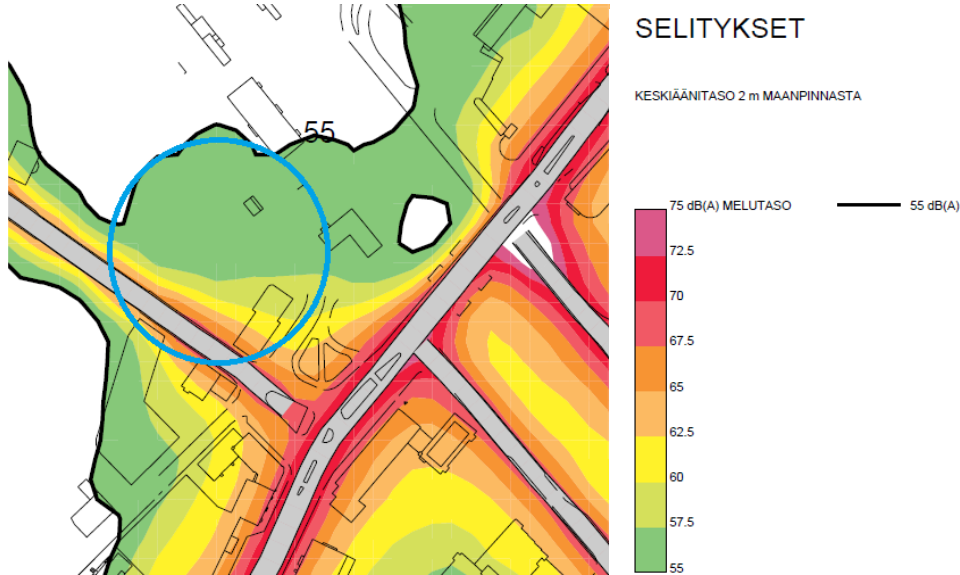 55
SELITYKSET
KESKIÄÄNITASO 2 m MAANPINNASTA
75 dB(A) MELUTASO
55 dB(A)
72.5
70
67.5
65
62.5
60
57.5
55